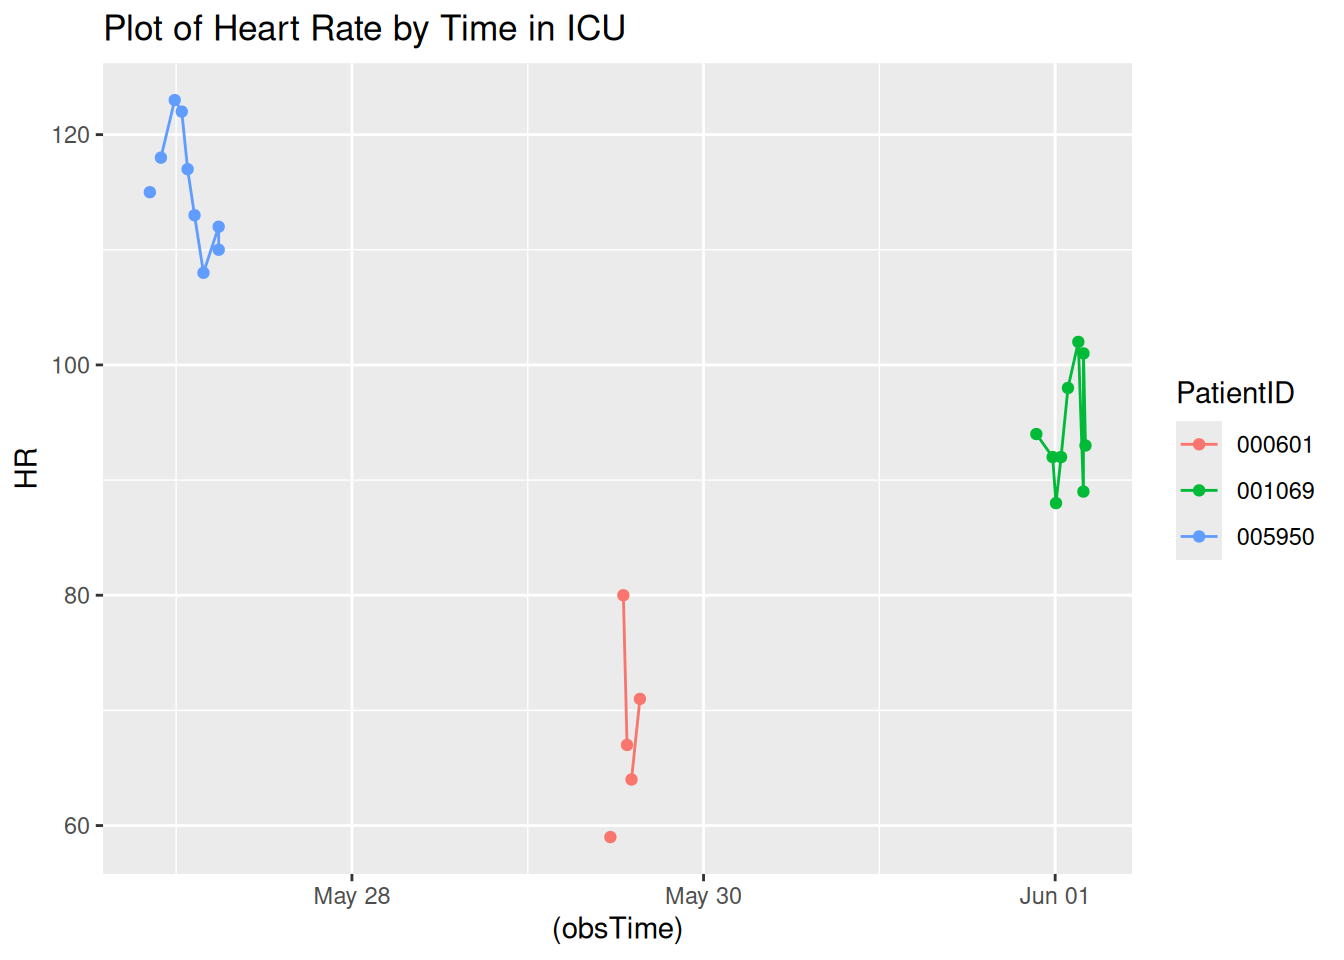 Plot of Heart Rate by Time in ICU
120
100
80
60
HR
May 28
May 30
Jun 01
(obsTime)
PatientID
000601
001069
005950